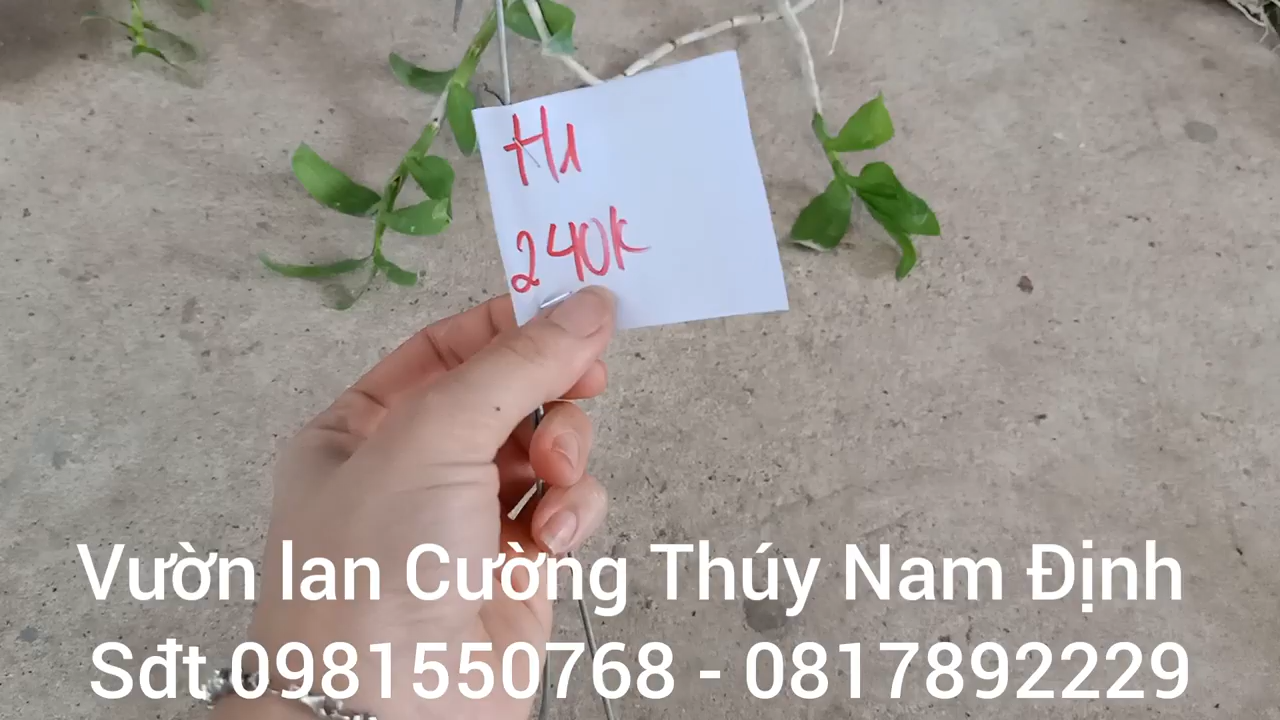 H1
240k
Vườn lan Cường Thúy Nam Định
Sđt 0981550768 - 0817892229